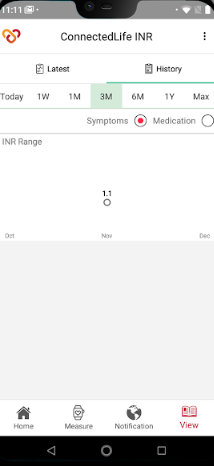 11:11
ConnectedLife INR
Latest
History
Today 1W 1M 3M 6M 1Y Max
Symptoms Medication
INR Range
1.1
Oct Nov Dec
Home Measure Notification View